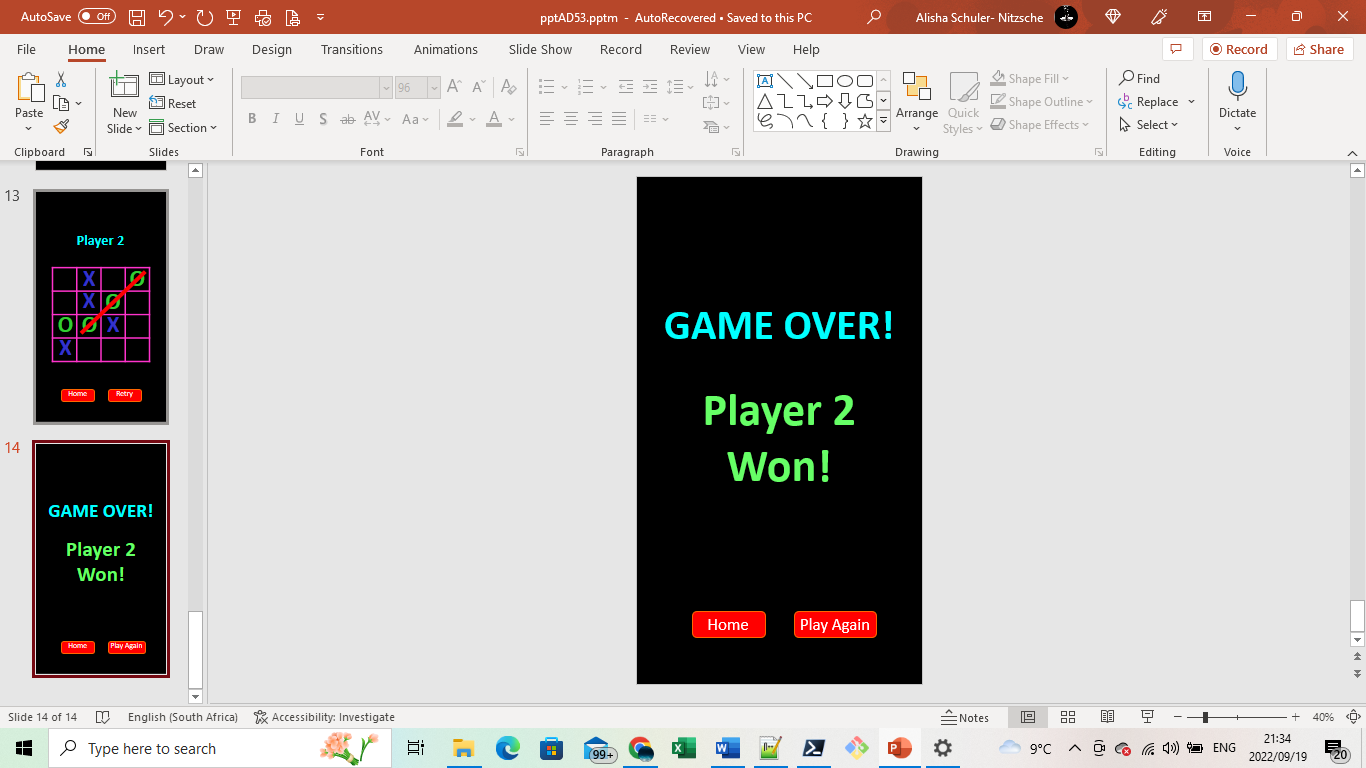 AutoSave Off pptAD53.pptm - AutoRecovered • Saved to this PC Alisha Schuler- Nitzsche
File Home Insert Draw Design Transitions Animations Slide Show Record Review View Help Record Share
Paste
New
Slide
Layout
Reset
Section
96
B I U S ab AV Aa A
Arrange
Quick
Styles
Shape Fill
Shape Outline
Shape Effects
Find
Replace
Select
Dictate
Clipboard Slides Font Paragraph Drawing Editing Voice
13
Player 2
X O
X O
O O X
X
Home Retry
14
GAME OVER!
Player 2
Won!
Home Play Again
GAME OVER!
Player 2
Won!
Home Play Again
Slide 14 of 14 English (South Africa) Accessibility: Investigate Notes 40%
Type here to search 99+ 9°C ENG 21:34
2022/09/19 20